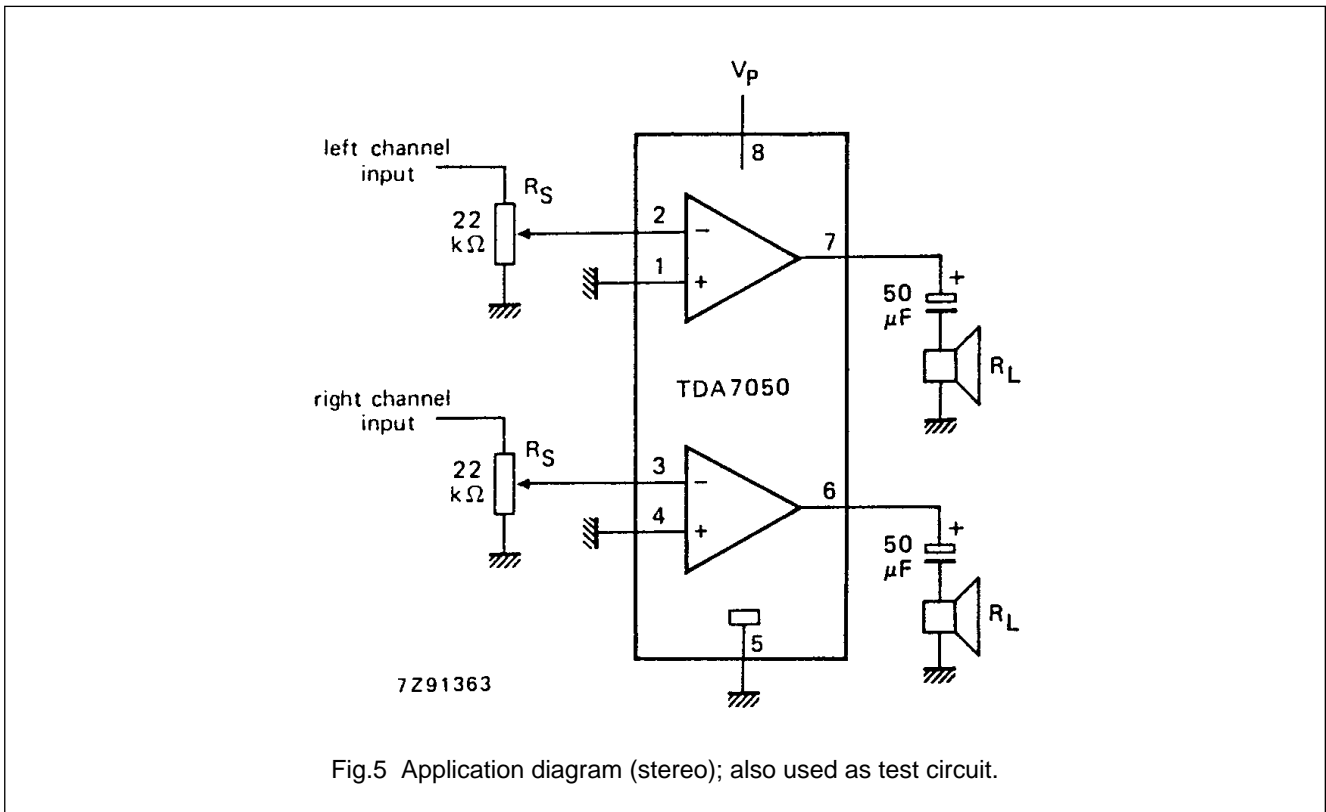 VP
8
left channel
input
RS
22
kΩ
2
−
1
+
7
+
50
μF
RL
TDA7050
right channel
input
RS
22
kΩ
3
−
4
+
6
+
50
μF
RL
5
7Z91363
Fig.5 Application diagram (stereo); also used as test circuit.